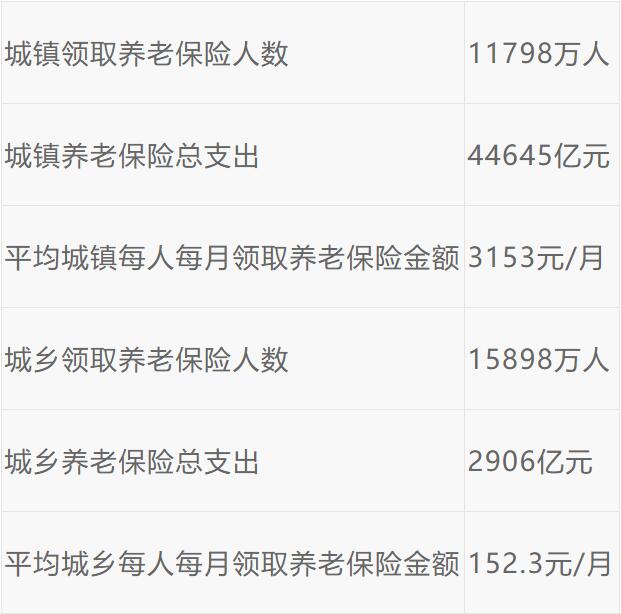 城镇领取养老保险人数 11798万人
城镇养老保险总支出 44645亿元
平均城镇每人每月领取养老保险金额 3153元/月
城乡领取养老保险人数 15898万人
城乡养老保险总支出 2906亿元
平均城乡每人每月领取养老保险金额 152.3元/月